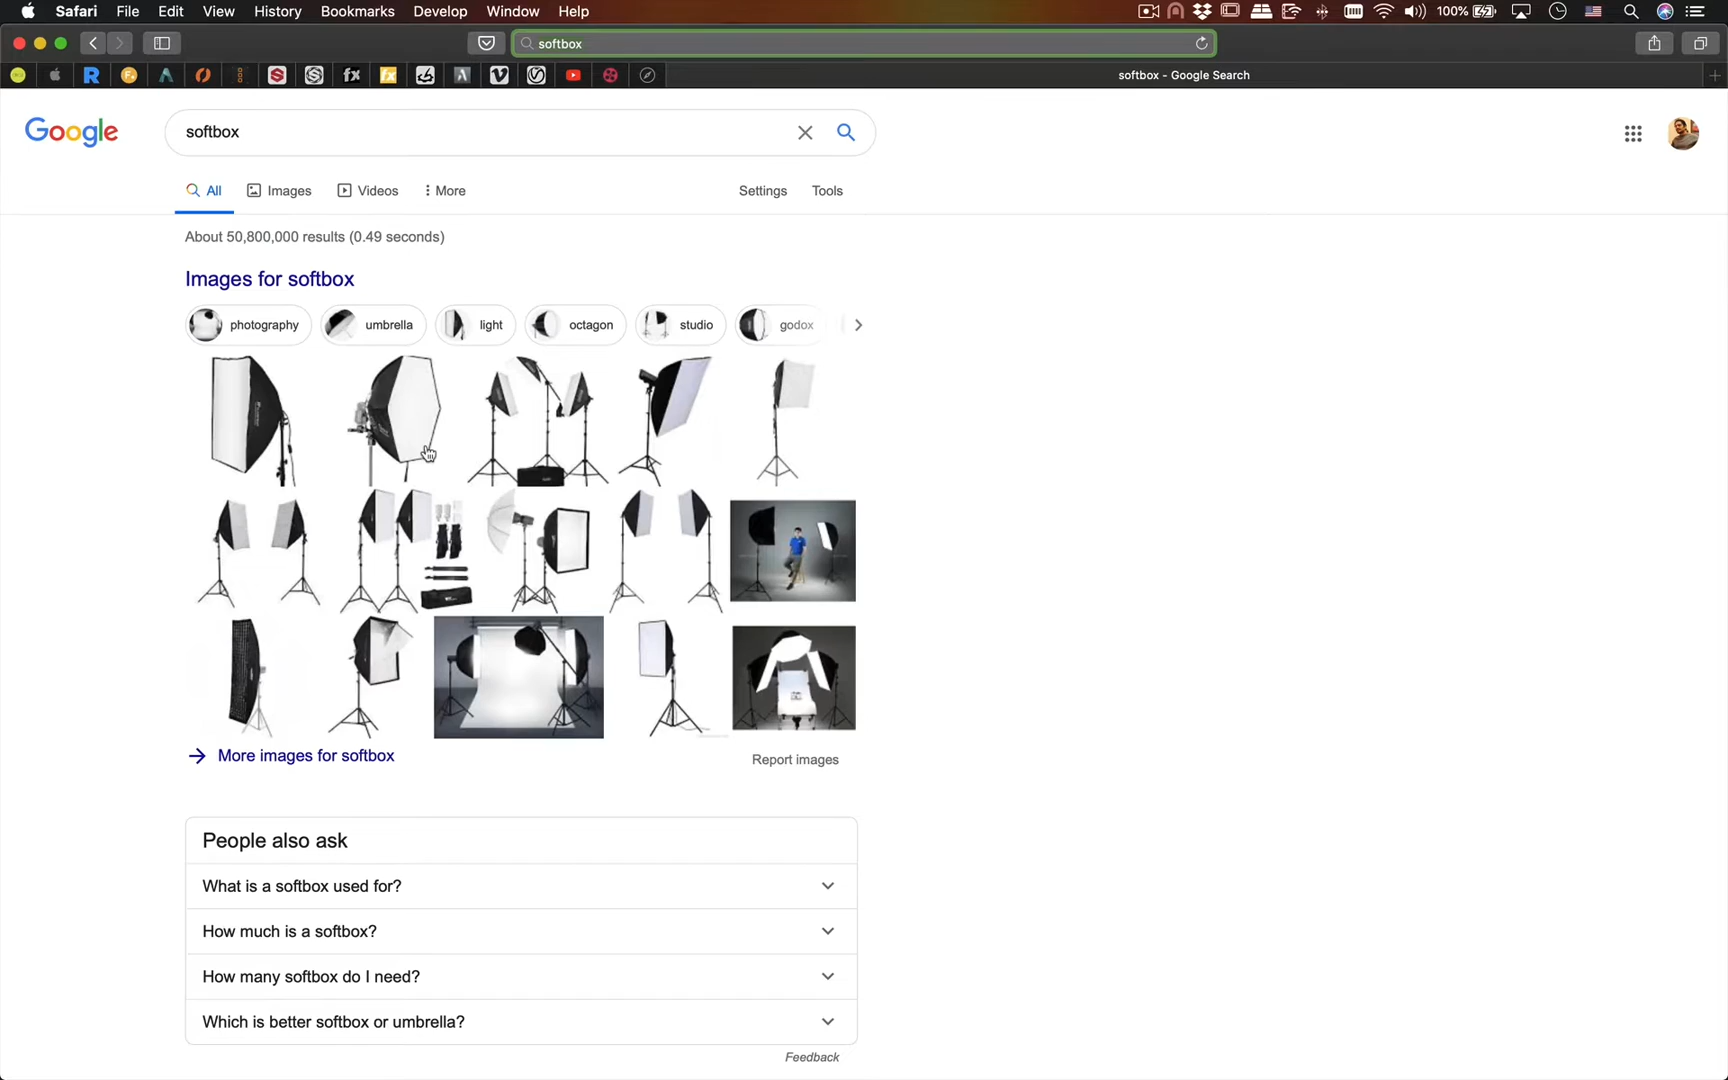 Safari File Edit View History Bookmarks Develop Window Help
100%
softbox
softbox - Google Search
Google
softbox
All Images Videos More Settings Tools
About 50,800,000 results (0.49 seconds)
Images for softbox
photography umbrella light octagon studio godox
More images for softbox
Report images
People also ask
What is a softbox used for?
How much is a softbox?
How many softbox do I need?
Which is better softbox or umbrella?
Feedback